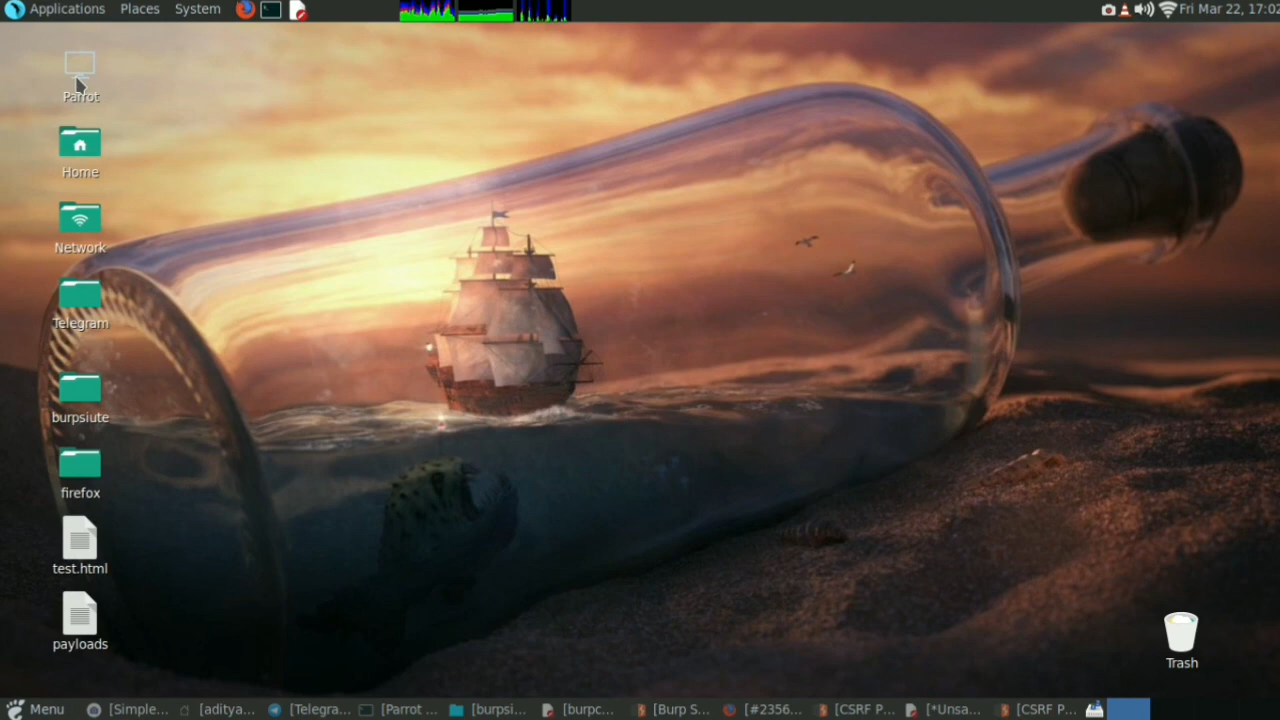 Applications Places System Fri Mar 22, 17:02
Parrot
Home
Network
Telegram
burpsiute
firefox
test.html
payloads
Trash
Menu [Simple... [aditya... [Telegra... [Parrot ... [burpsi... [burpc... [Burp S... [#2356... [CSRF P... [*Unsa... [CSRF P...